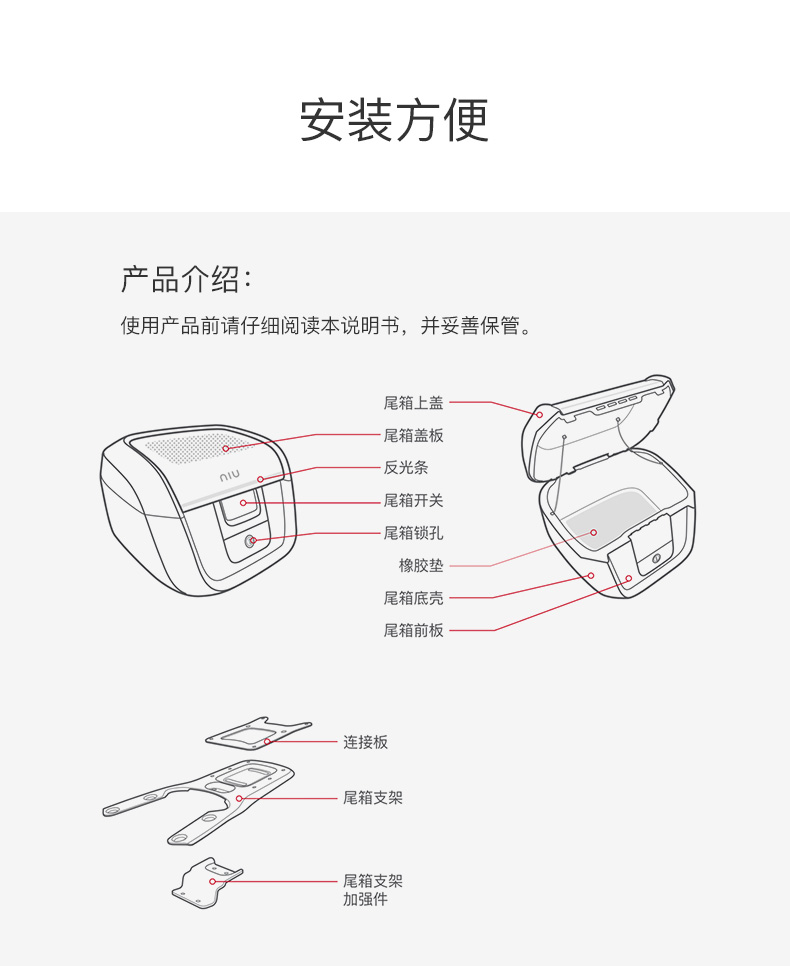 安装方便
产品介绍：
使用产品前请仔细阅读本说明书，并妥善保管。
尾箱上盖
尾箱盖板
反光条
尾箱开关
尾箱锁孔
橡胶垫
尾箱底壳
尾箱前板
niu
连接板
尾箱支架
尾箱支架
加强件